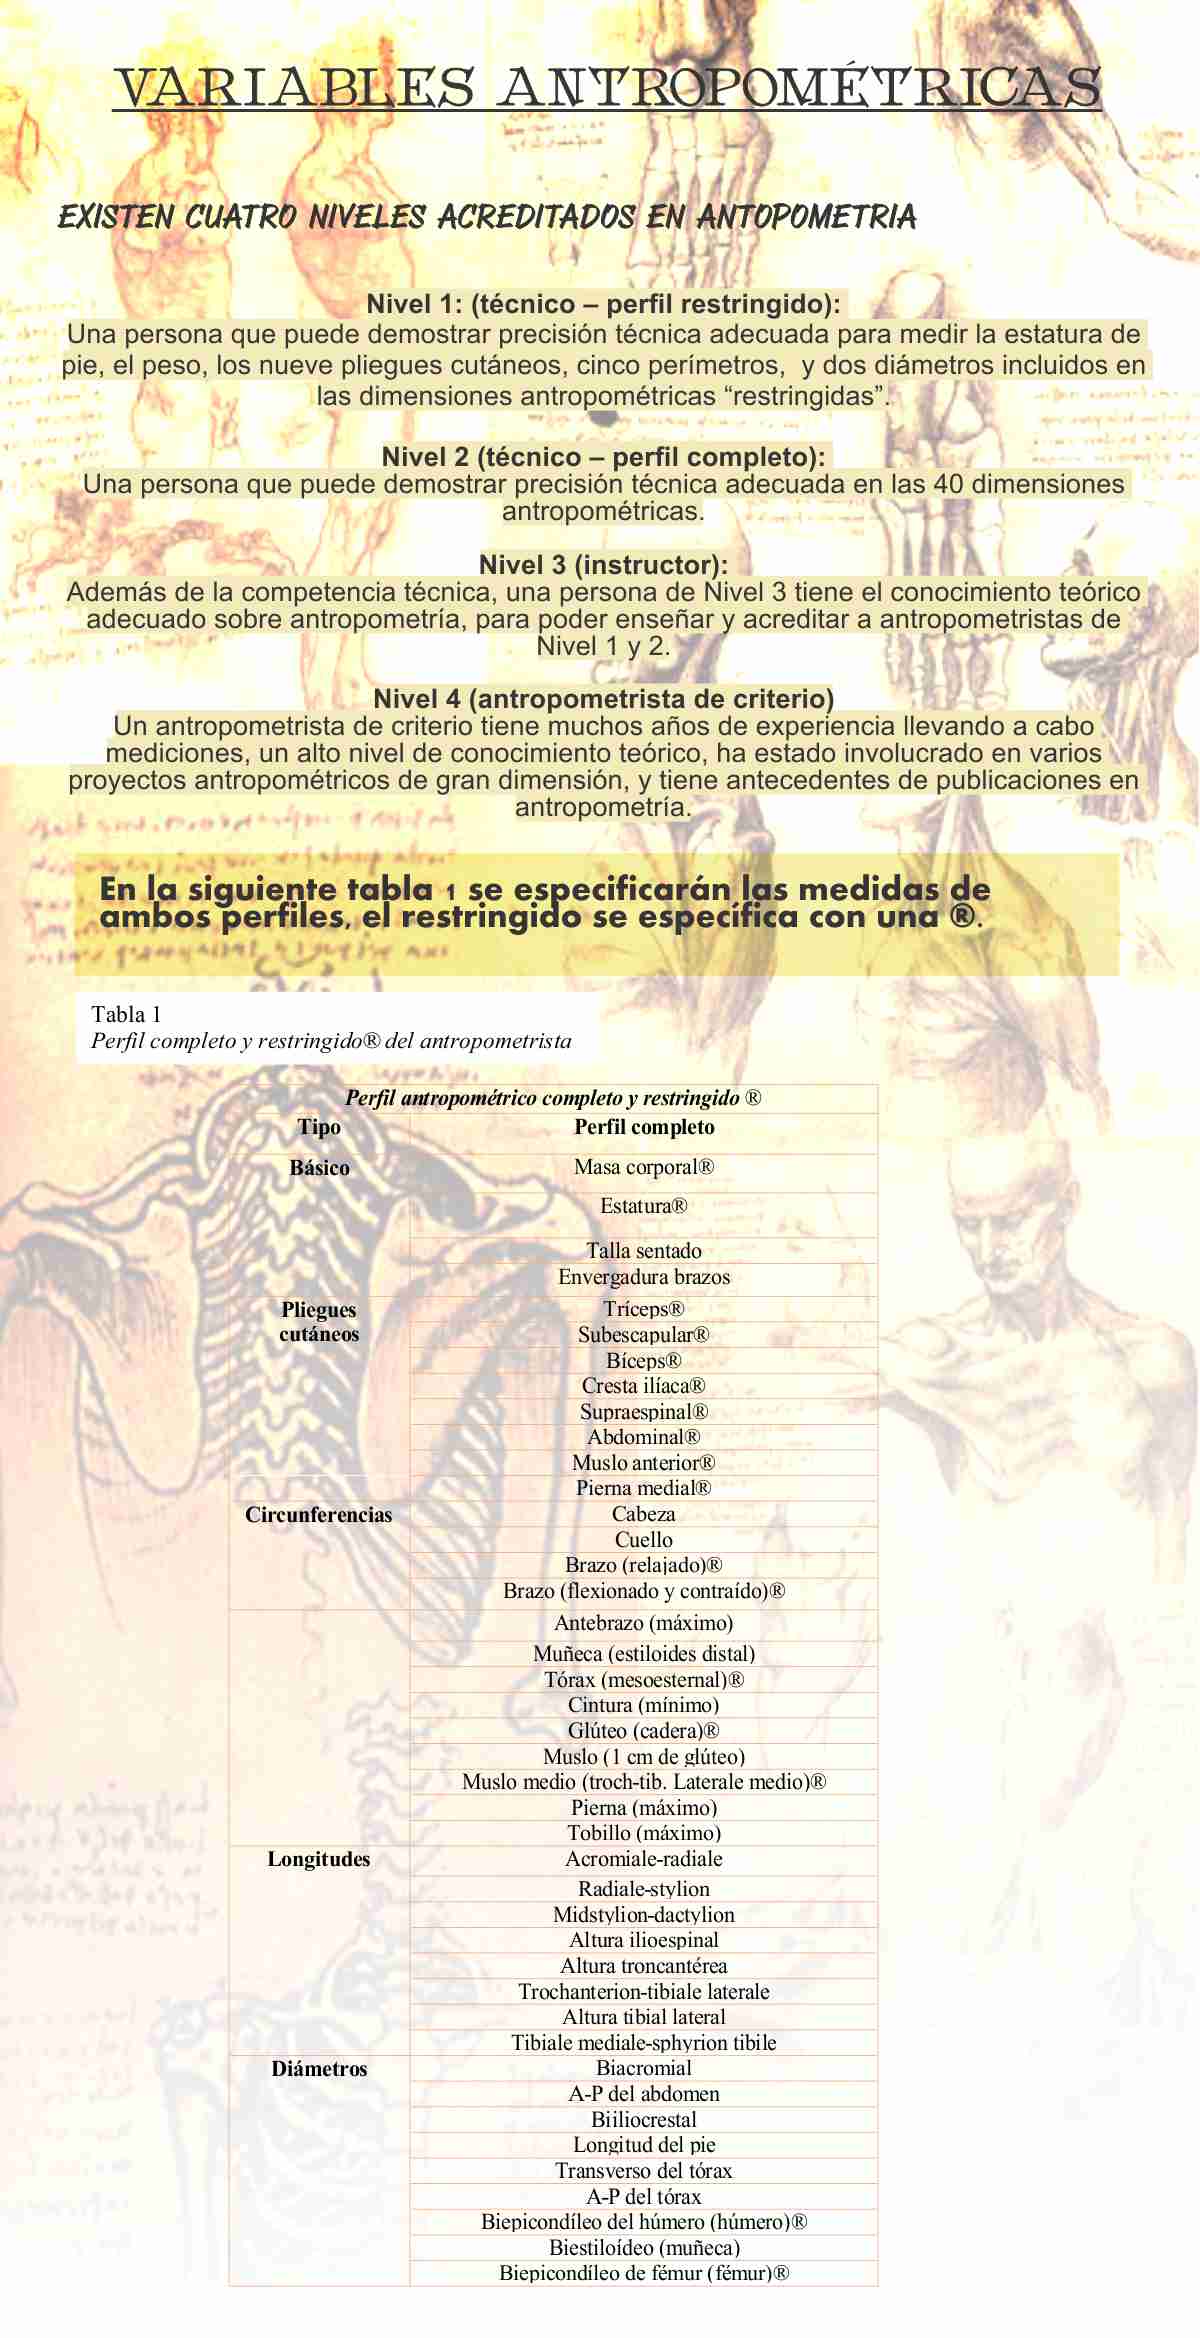 VARIABLES ANTROPOMÉTRICAS
EXISTEN CUATRO NIVELES ACREDITADOS EN ANTOPOMETRIA
Nivel 1: (técnico – perfil restringido):
Una persona que puede demostrar precisión técnica adecuada para medir la estatura de
pie, el peso, los nueve pliegues cutáneos, cinco perímetros, y dos diámetros incluidos en
las dimensiones antropométricas “restringidas”.
Nivel 2 (técnico – perfil completo):
Una persona que puede demostrar precisión técnica adecuada en las 40 dimensiones
antropométricas.
Nivel 3 (instructor):
Además de la competencia técnica, una persona de Nivel 3 tiene el conocimiento teórico
adecuado sobre antropometría, para poder enseñar y acreditar a antropometristas de
Nivel 1 y 2.
Nivel 4 (antropometrista de criterio)
Un antropometrista de criterio tiene muchos años de experiencia llevando a cabo
mediciones, un alto nivel de conocimiento teórico, ha estado involucrado en varios
proyectos antropométricos de gran dimensión, y tiene antecedentes de publicaciones en
antropometría.
En la siguiente tabla 1 se especificarán las medidas de
ambos perfiles, el restringido se específica con una ®.
Tabla 1
Perfil completo y restringido® del antropometrista
Perfil antropométrico completo y restringido ®
Tipo Perfil completo
Básico Masa corporal®
Estatura®
Talla sentado
Envergadura brazos
Pliegues cutáneos Tríceps®
Subescapular®
Bíceps®
Cresta ilíaca®
Supraespinal®
Abdominal®
Muslo anterior®
Pierna medial®
Circunferencias Cabeza
Cuello
Brazo (relajado)®
Brazo (flexionado y contraído)®
Antebrazo (máximo)
Muñeca (estiloides distal)
Tórax (mesoesternal)®
Cintura (mínimo)
Glúteo (cadera)®
Muslo (1 cm de glúteo)
Muslo medio (troch-tib. Laterale medio)®
Pierna (máximo)
Tobillo (máximo)
Longitudes Acromiale-radiale
Radiale-stylion
Midstylion-dactylion
Altura ilioespinal
Altura troncantérea
Trochanterion-tibiale laterale
Altura tibial lateral
Tibiale mediale-sphyrion tibile
Diámetros Biacromial
A-P del abdomen
Biiliocrestal
Longitud del pie
Transverso del tórax
A-P del tórax
Biepicondíleo del húmero (húmero)®
Biestiloídeo (muñeca)
Biepicondíleo de fémur (fémur)®